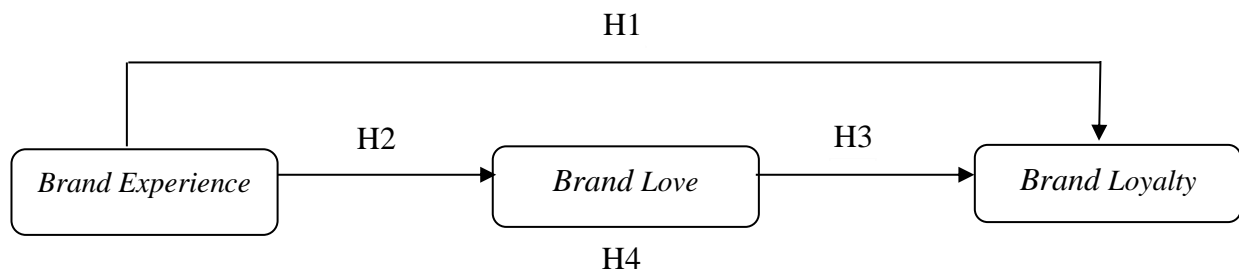 H1
H2
H3
Brand Experience
Brand Love
Brand Loyalty
H4